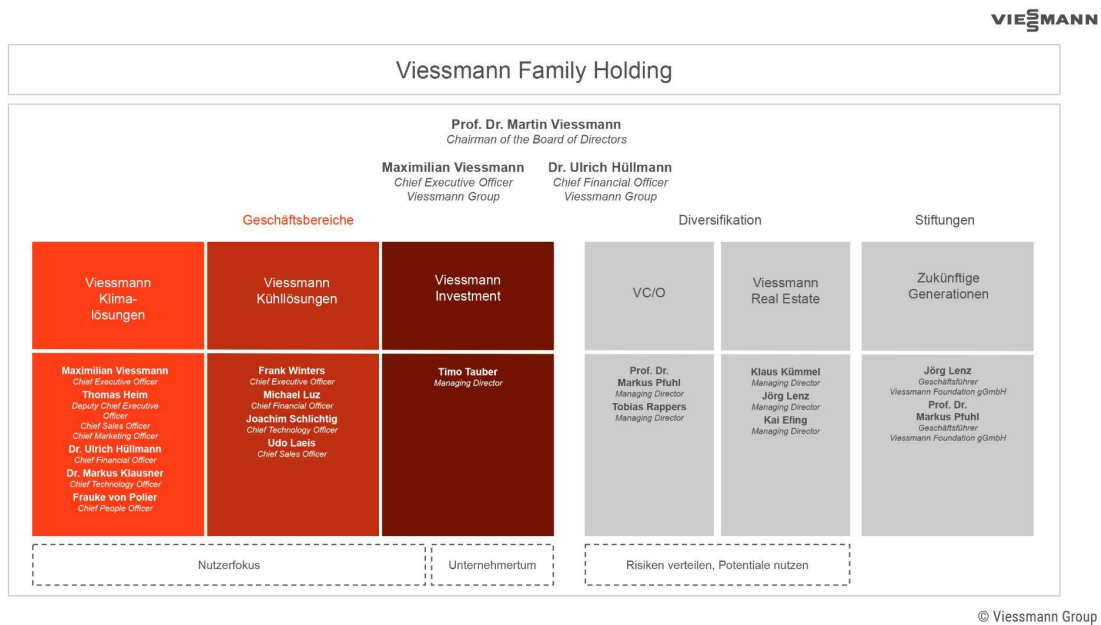 VIESSMANN
Viessmann Family Holding
Prof. Dr. Martin Viessmann
Chairman of the Board of Directors
Maximilian Viessmann
Chief Executive Officer
Viessmann Group
Dr. Ulrich Hüllmann
Chief Financial Officer
Viessmann Group
Geschäftsbereiche
Diversifikation
Stiftungen
Viessmann
Klima-
lösungen
Viessmann
Kühllösungen
Viessmann
Investment
VC/O
Viessmann
Real Estate
Zukünftige
Generationen
Maximilian Viessmann
Chief Executive Officer
Thomas Heim
Deputy Chief Executive
Officer
Chief Sales Officer
Chief Marketing Officer
Dr. Ulrich Hüllmann
Chief Financial Officer
Dr. Markus Klausner
Chief Technology Officer
Frauke von Polier
Chief People Officer
Frank Winters
Chief Executive Officer
Michael Luz
Chief Financial Officer
Joachim Schlichtig
Chief Technology Officer
Udo Laeis
Chief Sales Officer
Timo Tauber
Managing Director
Prof. Dr.
Markus Pfuhl
Managing Director
Tobias Rappers
Managing Director
Klaus Kümmel
Managing Director
Jörg Lenz
Managing Director
Kai Efing
Managing Director
Jörg Lenz
Geschäftsführer
Viessmann Foundation gGmbH
Prof. Dr.
Markus Pfuhl
Geschäftsführer
Viessmann Foundation gGmbH
Nutzerfokus
Unternehmertum
Risiken verteilen, Potentiale nutzen
© Viessmann Group